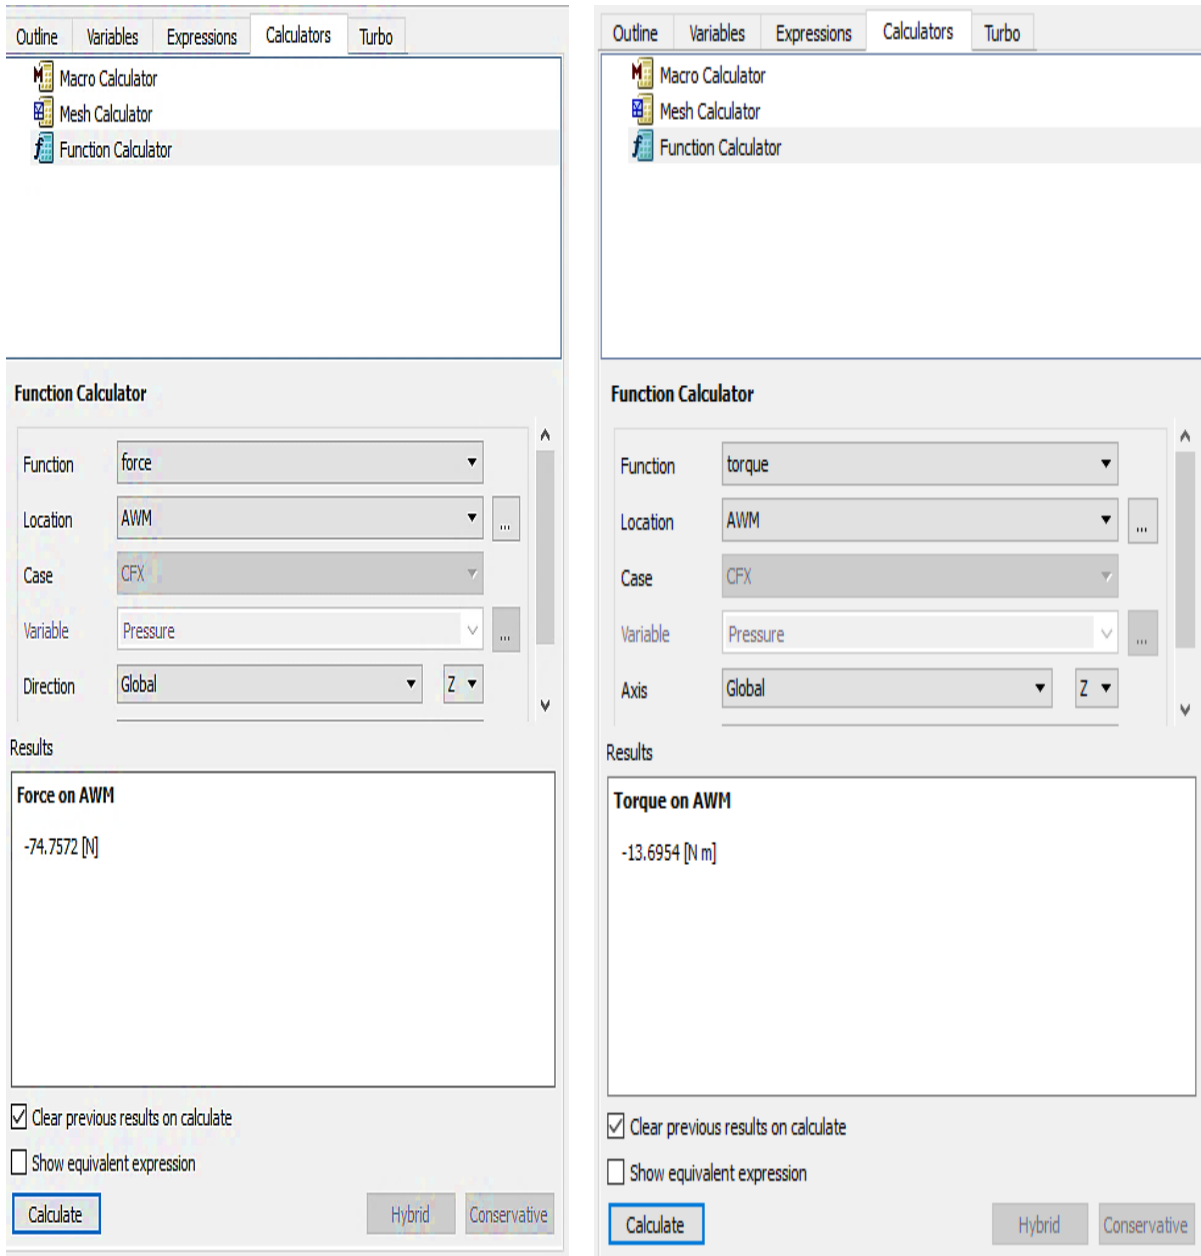 Outline Variables Expressions Calculators Turbo
Macro Calculator
Mesh Calculator
Function Calculator
Function Calculator
Function force
Location AWM ...
Case CFX
Variable Pressure ...
Direction Global Z
Results
Force on AWM
-74.7572 [N]
Clear previous results on calculate
Show equivalent expression
Calculate Hybrid Conservative
Outline Variables Expressions Calculators Turbo
Macro Calculator
Mesh Calculator
Function Calculator
Function Calculator
Function torque
Location AWM ...
Case CFX
Variable Pressure ...
Axis Global Z
Results
Torque on AWM
-13.6954 [N m]
Clear previous results on calculate
Show equivalent expression
Calculate Hybrid Conservative